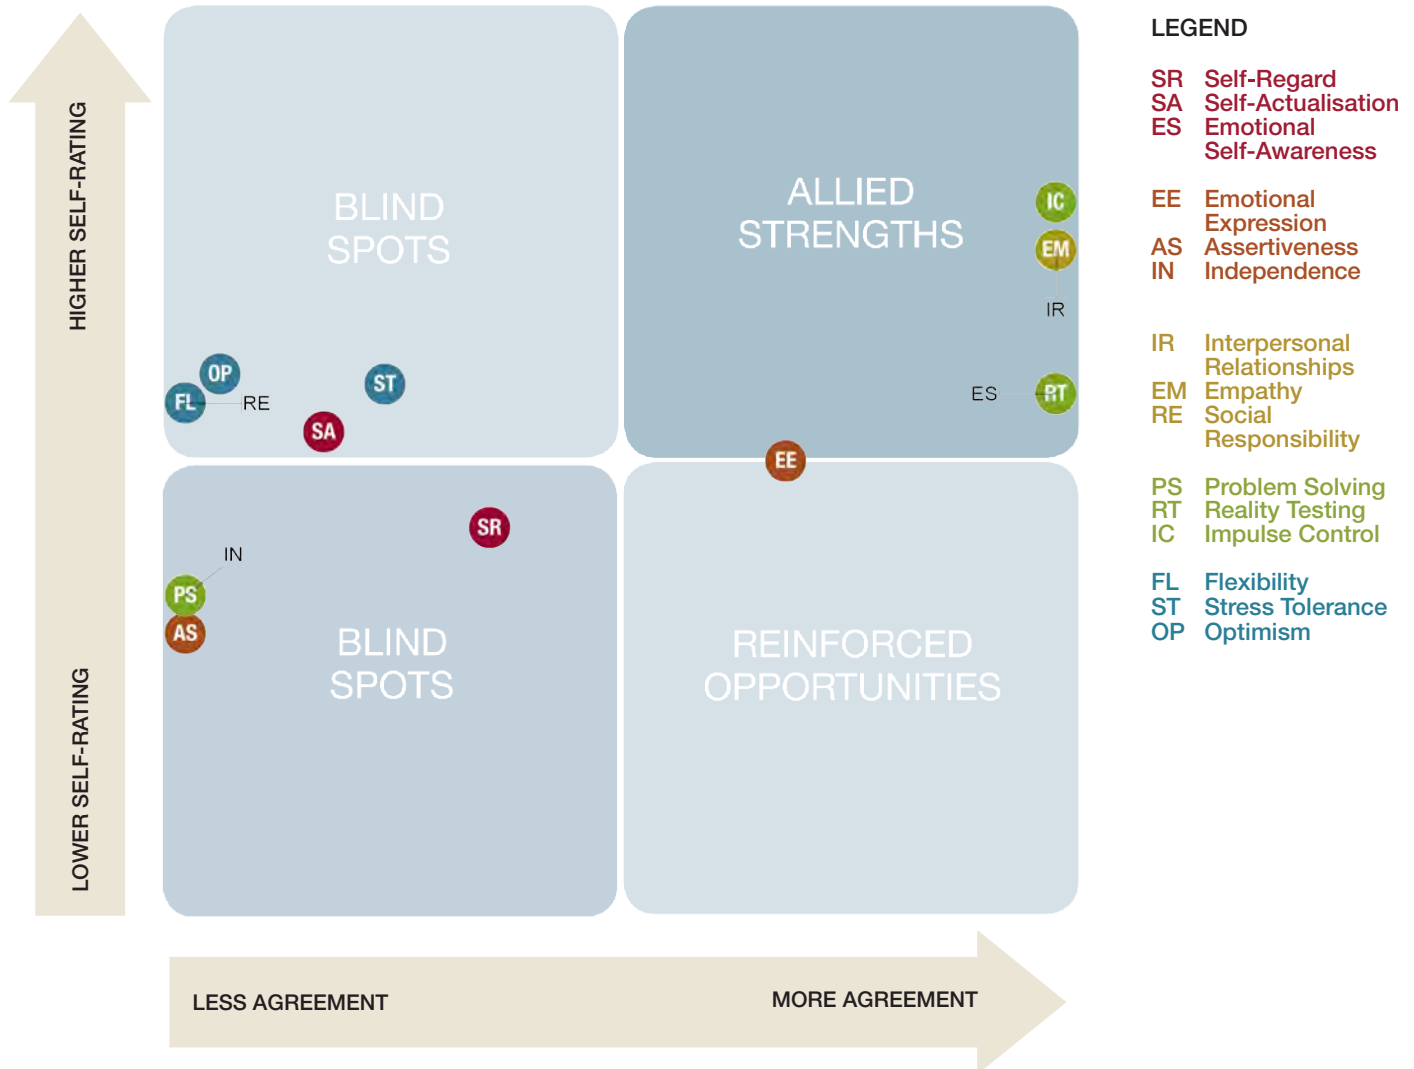 HIGHER SELF-RATING
LOWER SELF-RATING
BLIND
SPOTS
ALLIED
STRENGTHS
IC
EM
IR
OP
ST
FL
RE
ES
RT
SA
EE
SR
IN
PS
AS
BLIND
SPOTS
REINFORCED
OPPORTUNITIES
LESS AGREEMENT
MORE AGREEMENT
LEGEND
SR Self-Regard
SA Self-Actualisation
ES Emotional
Self-Awareness
EE Emotional
Expression
AS Assertiveness
IN Independence
IR Interpersonal
Relationships
EM Empathy
RE Social
Responsibility
PS Problem Solving
RT Reality Testing
IC Impulse Control
FL Flexibility
ST Stress Tolerance
OP Optimism